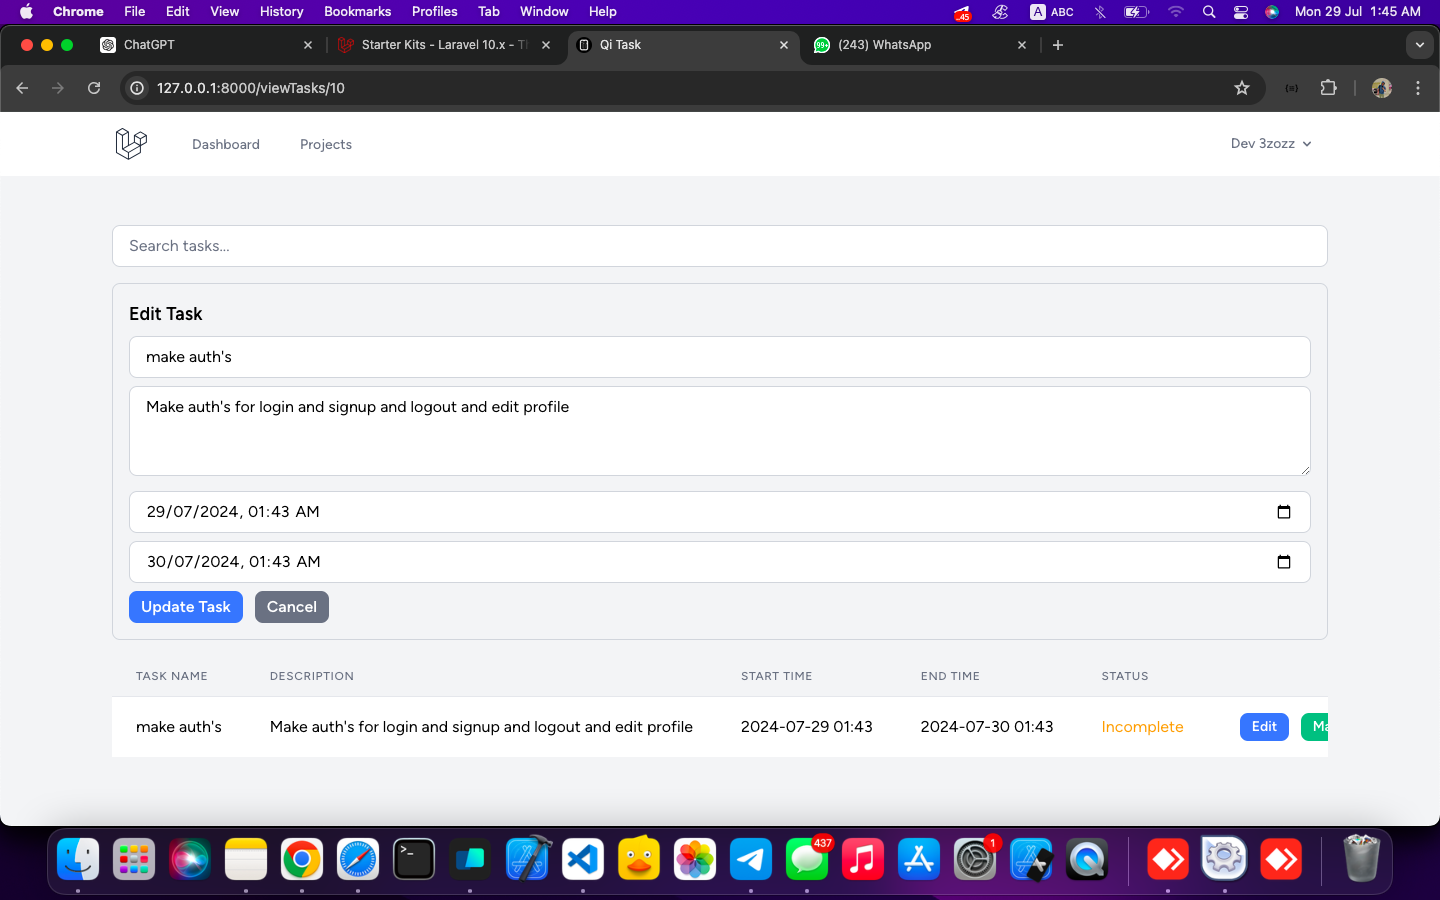 Chrome File Edit View History Bookmarks Profiles Tab Window Help .45 A ABC Mon 29 Jul 1:45 AM
ChatGPT Starter Kits - Laravel 10.x - Th Qi Task 99+ (243) WhatsApp
127.0.0.1:8000/viewTasks/10
Dashboard Projects Dev 3zozz
Search tasks...
Edit Task
make auth's
Make auth's for login and signup and logout and edit profile
29/07/2024, 01:43 AM
30/07/2024, 01:43 AM
Update Task Cancel
TASK NAME DESCRIPTION START TIME END TIME STATUS
make auth's Make auth's for login and signup and logout and edit profile 2024-07-29 01:43 2024-07-30 01:43 Incomplete Edit Ma
437 1